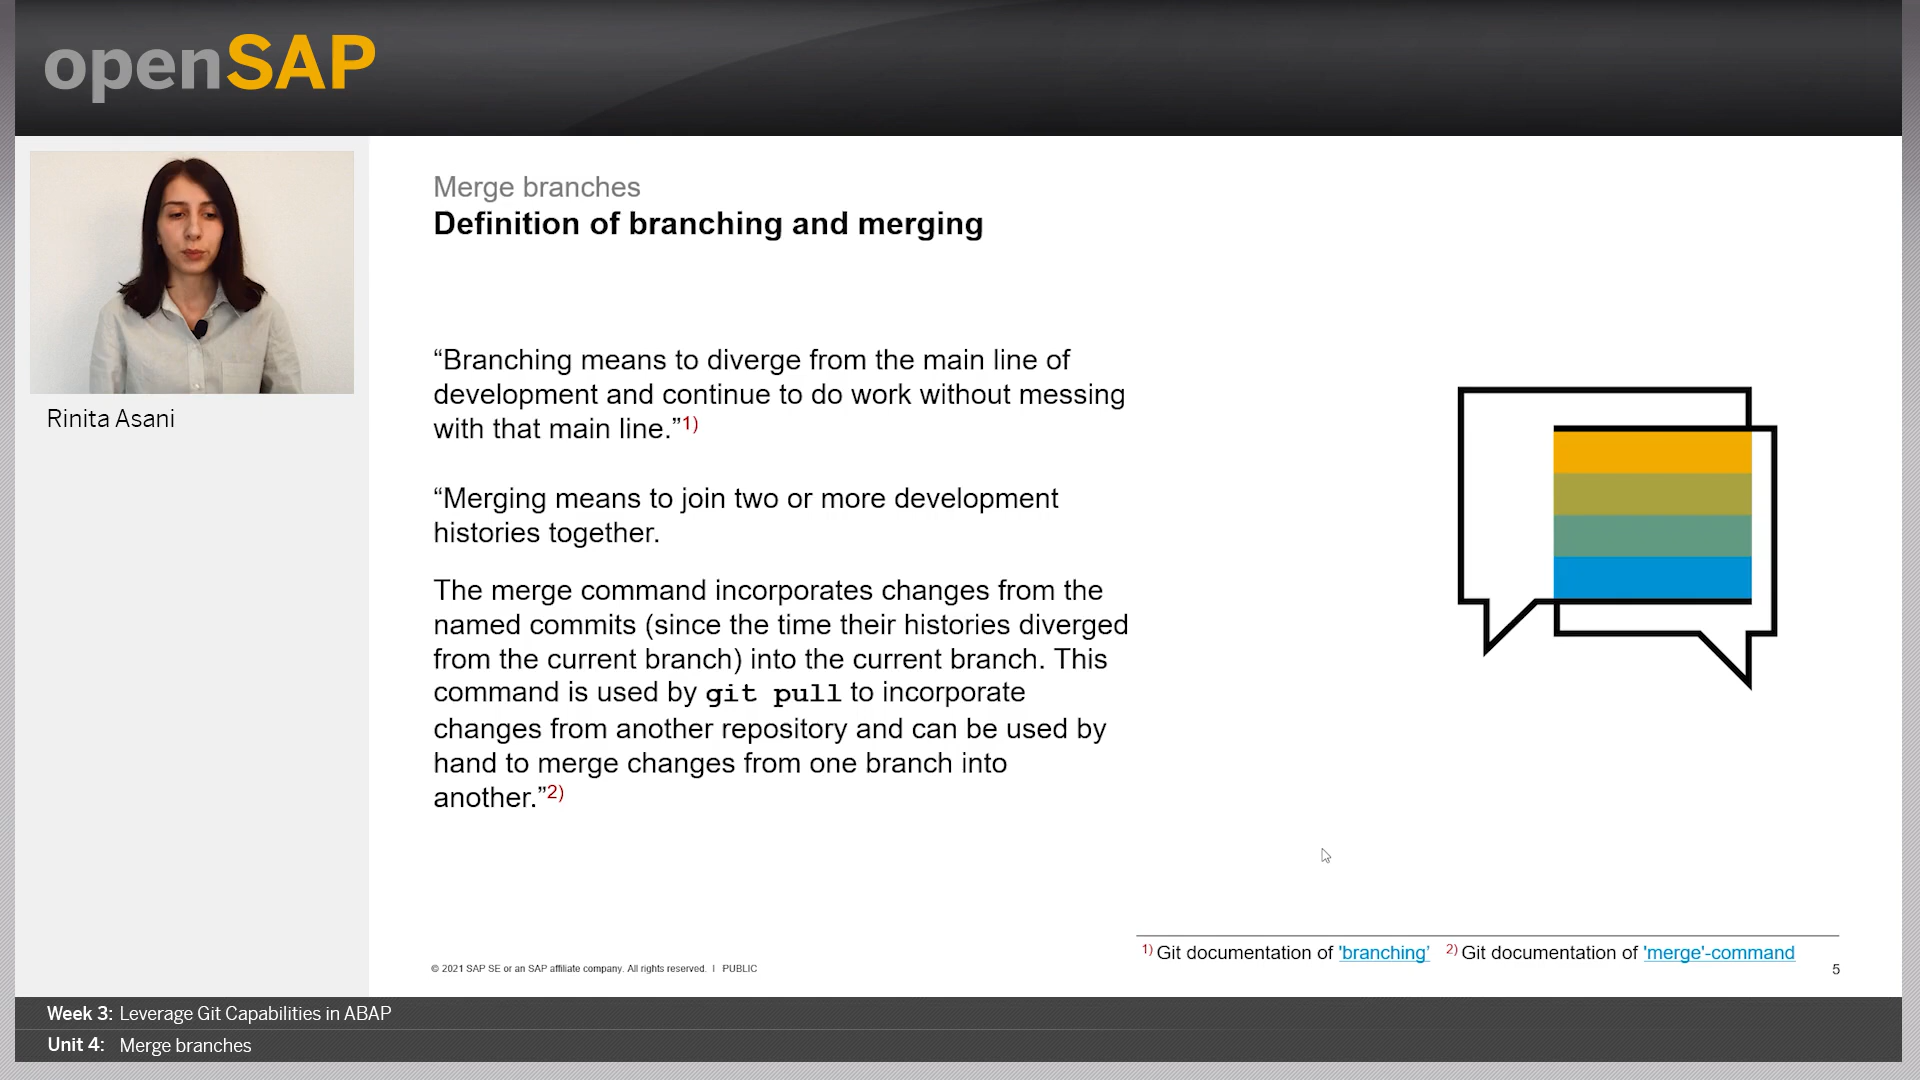 openSAP
Rinita Asani
Merge branches
Definition of branching and merging
“Branching means to diverge from the main line of
development and continue to do work without messing
with that main line.”1)
“Merging means to join two or more development
histories together.
The merge command incorporates changes from the
named commits (since the time their histories diverged
from the current branch) into the current branch. This
command is used by git pull to incorporate
changes from another repository and can be used by
hand to merge changes from one branch into
another.”2)
1) Git documentation of 'branching' 2) Git documentation of 'merge'-command
© 2021 SAP SE or an SAP affiliate company. All rights reserved. I PUBLIC
5
Week 3: Leverage Git Capabilities in ABAP
Unit 4: Merge branches